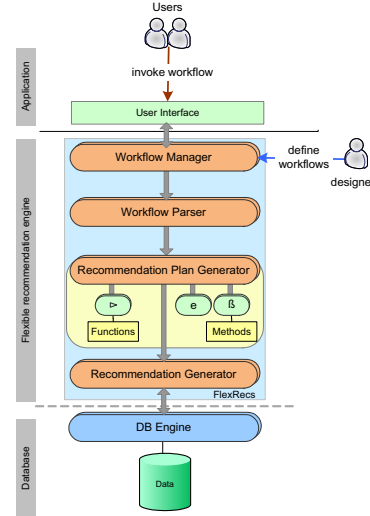 Users
invoke workflow
Application
User Interface
Workflow Manager
define
workflows
designe
Workflow Parser
Flexible recommendation engine
Recommendation Plan Generator
▷
e
ß
Functions
Methods
Recommendation Generator
FlexRecs
DB Engine
Database
Data